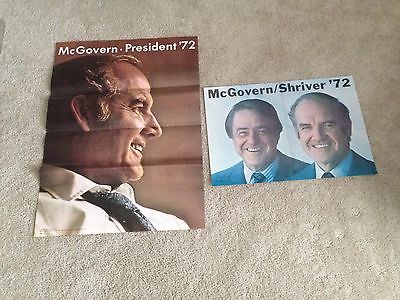 McGovern · President '72
McGovern/Shriver '72